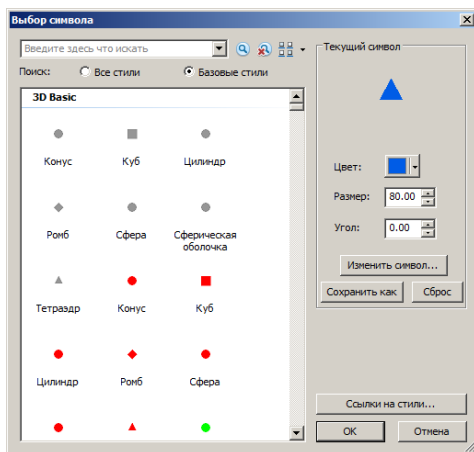 Выбор символа
Введите здесь что искать
Поиск: Все стили Базовые стили
3D Basic
Конус Куб Цилиндр
Ромб Сфера Сферическая
оболочка
Тетраэдр Конус Куб
Цилиндр Ромб Сфера
Текущий символ
Цвет:
Размер: 80.00
Угол: 0.00
Изменить символ...
Сохранить как Сброс
Ссылки на стили...
OK Отмена